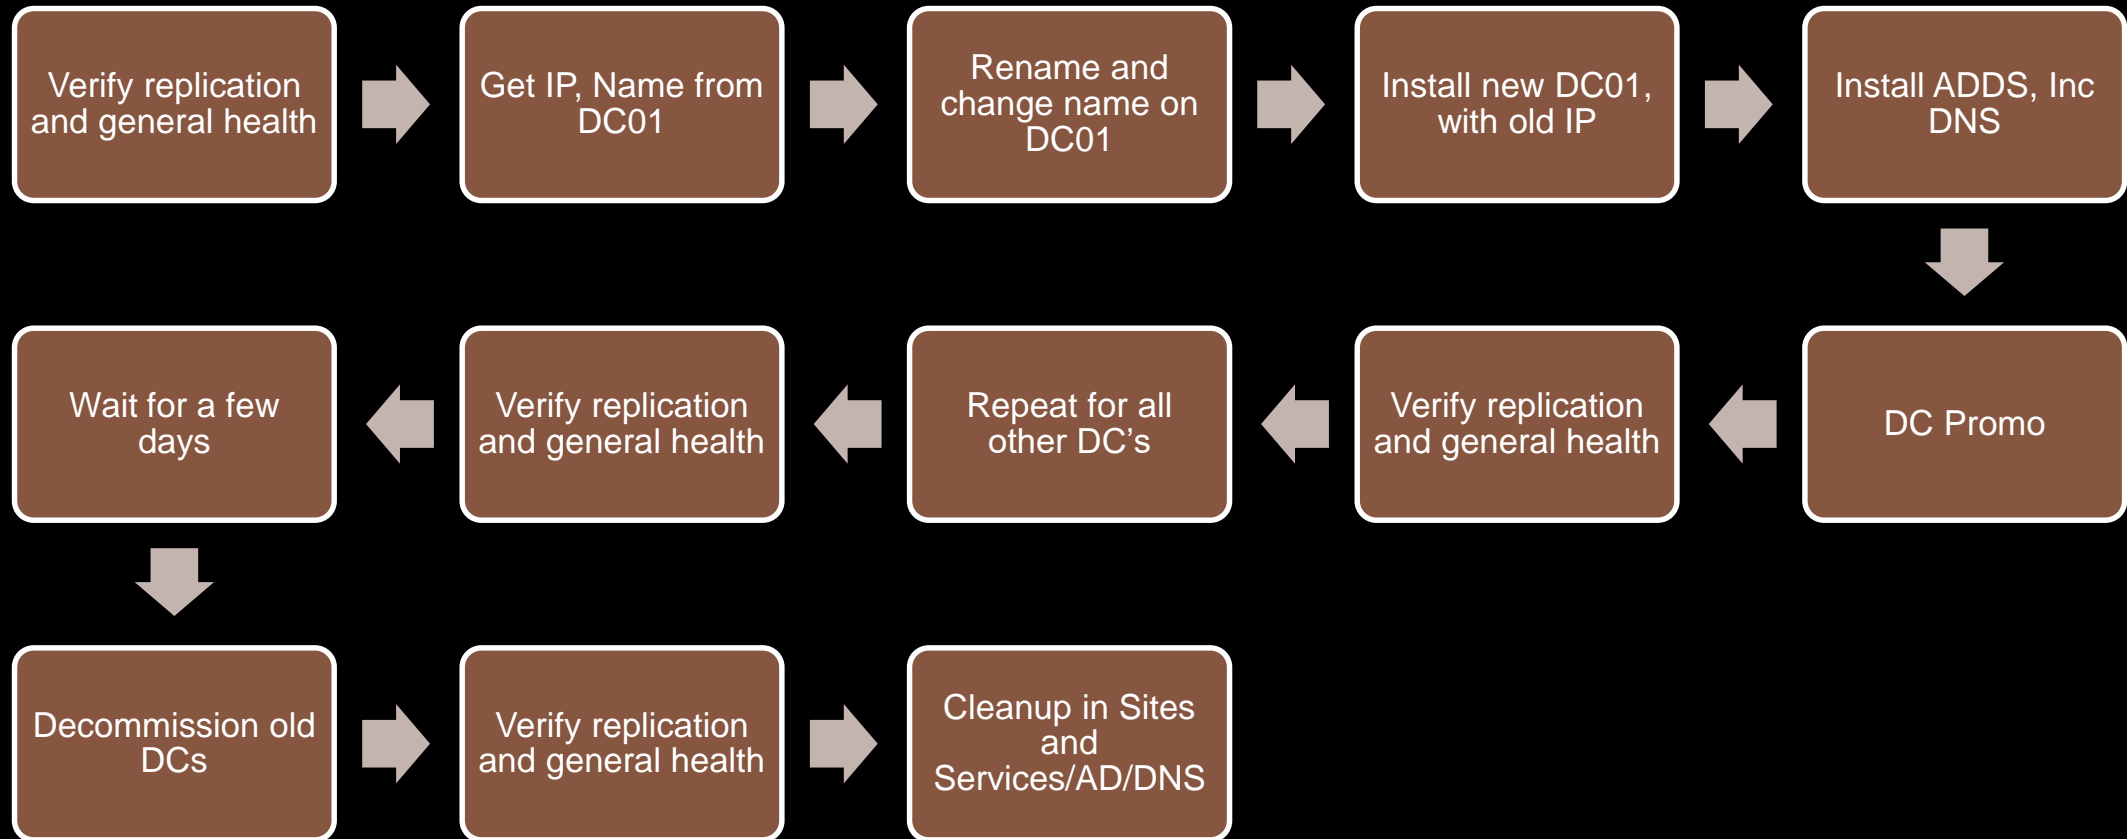 Verify replication
and general health
Get IP, Name from
DC01
Rename and
change name on
DC01
Install new DC01,
with old IP
Install ADDS, Inc
DNS
DC Promo
Verify replication
and general health
Repeat for all
other DC’s
Verify replication
and general health
Wait for a few
days
Decommission old
DCs
Verify replication
and general health
Cleanup in Sites
and
Services/AD/DNS